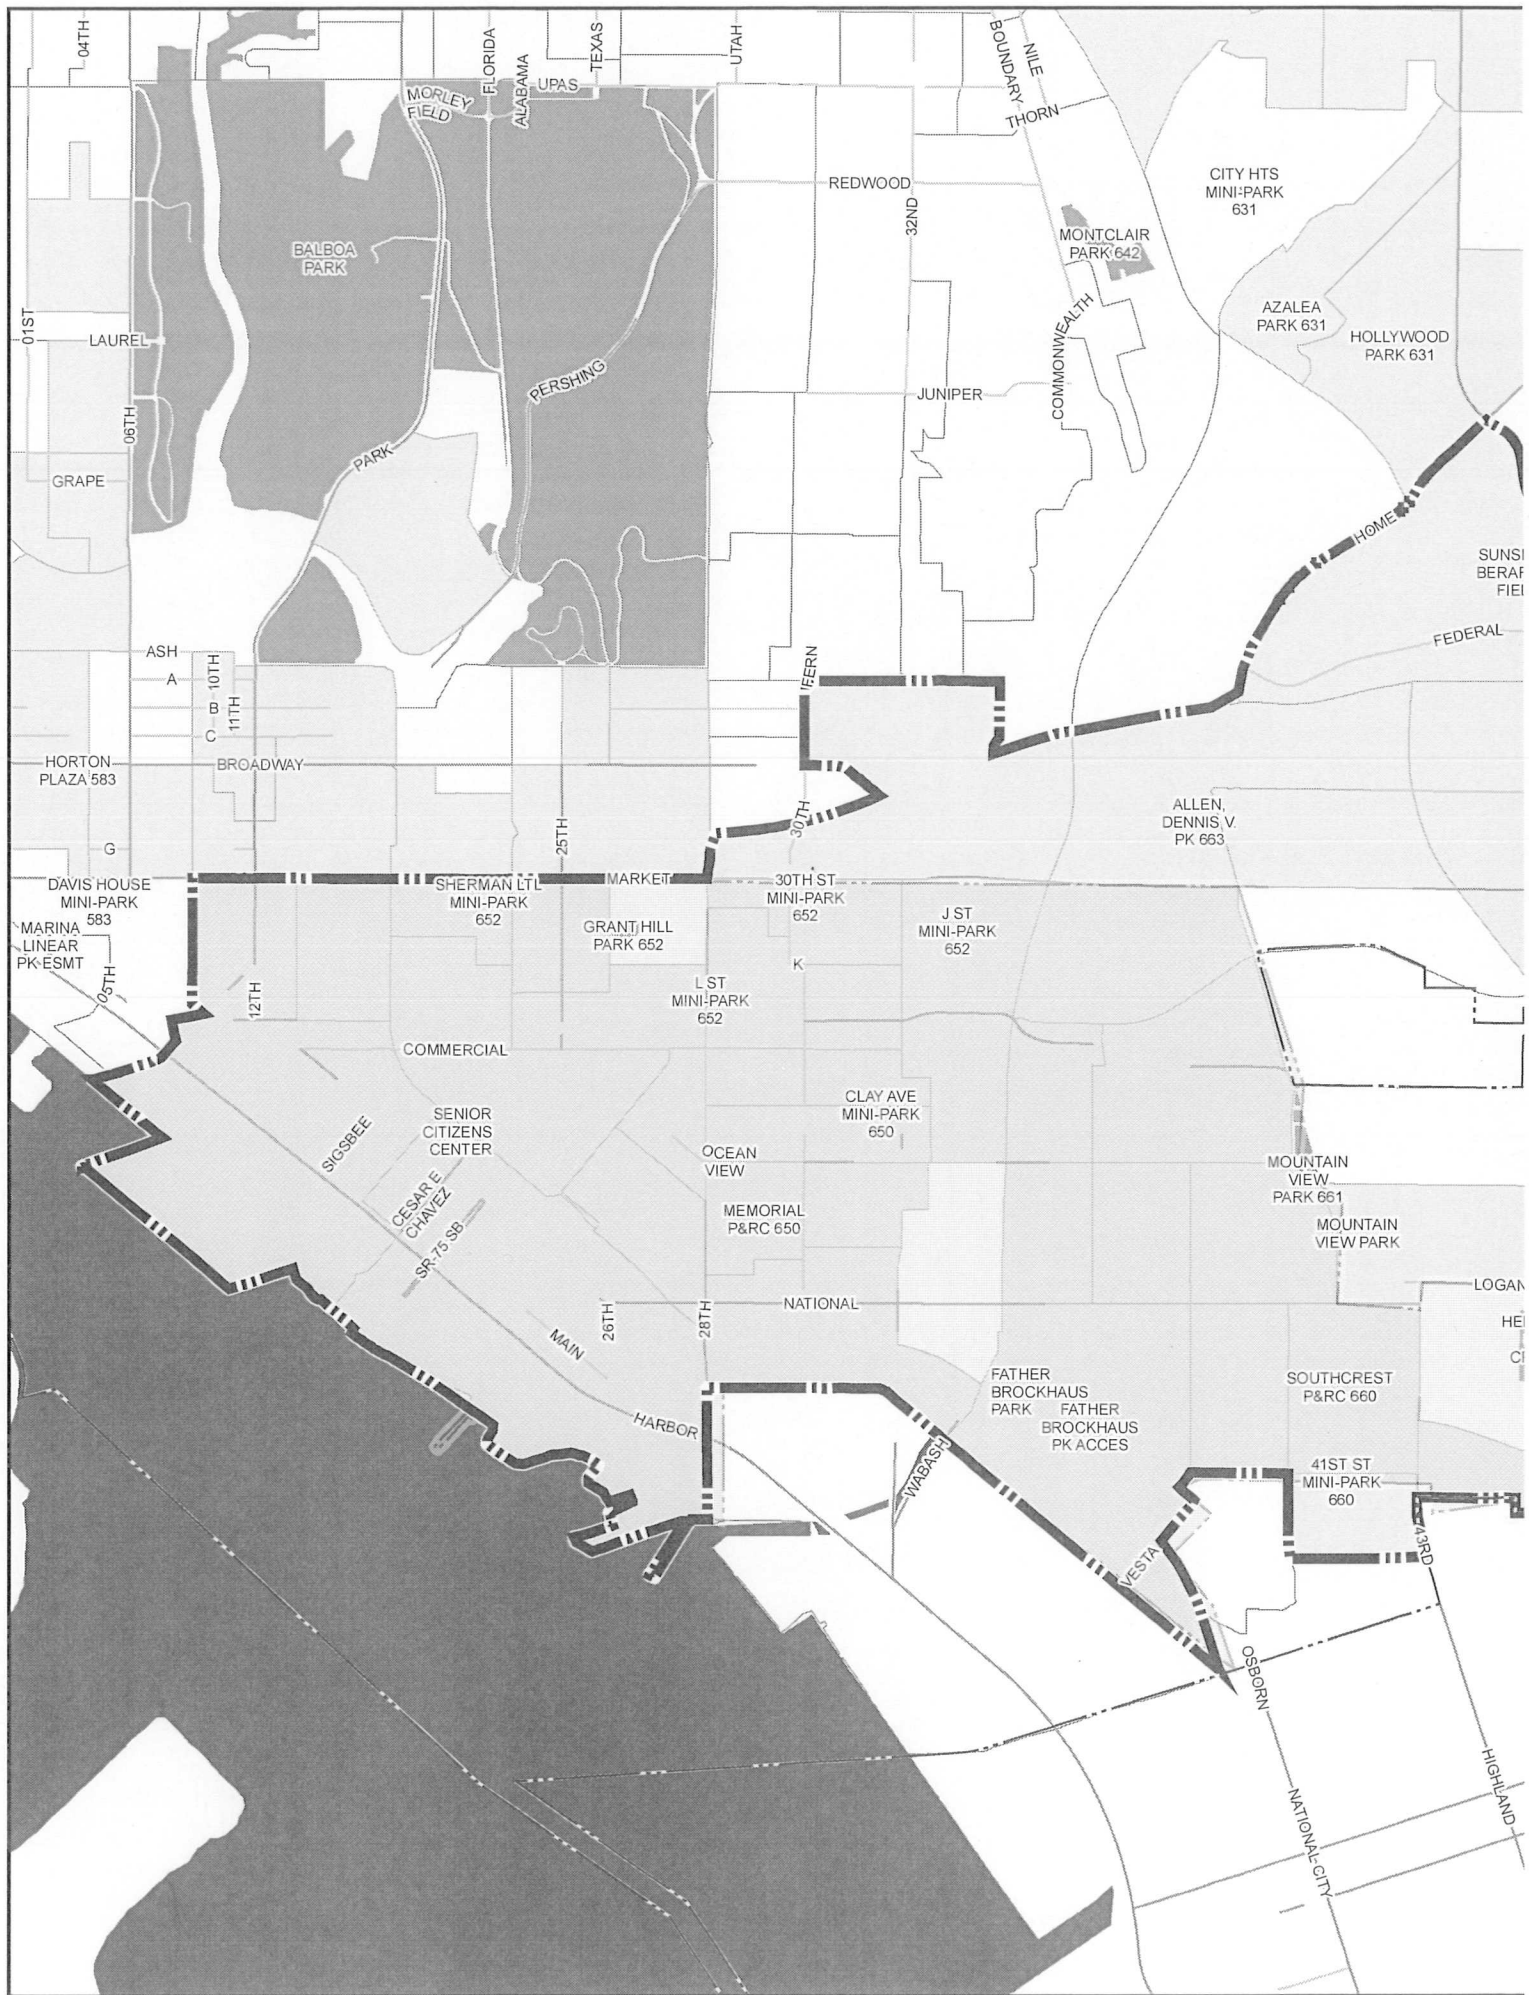 04TH
FLORIDA
ALABAMA
TEXAS
UTAH
BOUNDARY
NILE
UPAS
MORLEY
FIELD
THORN
REDWOOD
32ND
CITY HTS
MINI-PARK
631
BALBOA
PARK
MONTCLAIR
PARK 642
01ST
LAUREL
AZALEA
PARK 631
HOLLYWOOD
PARK 631
COMMONWEALTH
PERSHING
JUNIPER
06TH
PARK
GRAPE
HOME
SUNS
BERA
FIEL
FEDERAL
ASH
A
10TH
B
11TH
C
FERN
HORTON
PLAZA 583
BROADWAY
ALLEN,
DENNIS V.
PK 663
30TH
25TH
G
DAVIS HOUSE
MINI-PARK
583
SHERMAN LTL
MINI-PARK
652
MARKET
30TH ST
MINI-PARK
652
J ST
MINI-PARK
652
MARINA
LINEAR
PK ESMT
GRANT HILL
PARK 652
K
05TH
12TH
L ST
MINI-PARK
652
COMMERCIAL
CLAY AVE
MINI-PARK
650
SENIOR
CITIZENS
CENTER
SIGSBEE
OCEAN
VIEW
MOUNTAIN
VIEW
PARK 661
CESAR E
CHAVEZ
MEMORIAL
P&RC 650
MOUNTAIN
VIEW PARK
SR-75 SB
LOGAN
NATIONAL
26TH
28TH
HE
MAIN
FATHER
BROCKHAUS
PARK
FATHER
BROCKHAUS
PK ACCES
SOUTHCREST
P&RC 660
HARBOR
WABASH
41ST ST
MINI-PARK
660
43RD
VESTA
OSBORN
HIGHLAND
NATIONAL CITY